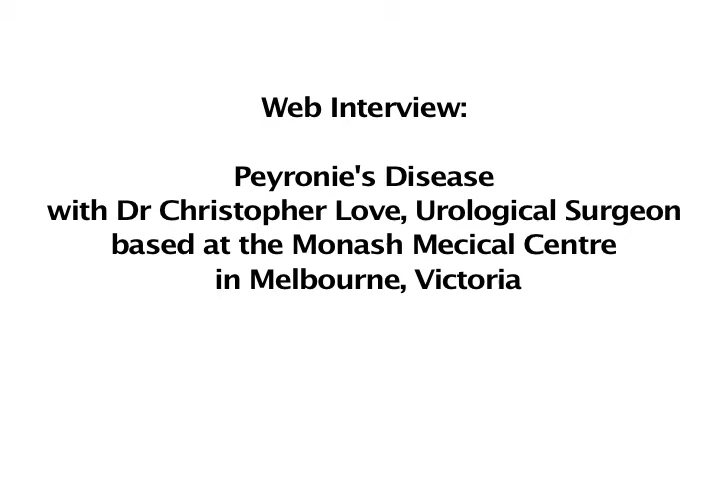 Web Interview:
Peyronie's Disease
with Dr Christopher Love, Urological Surgeon
based at the Monash Mecical Centre
in Melbourne, Victoria